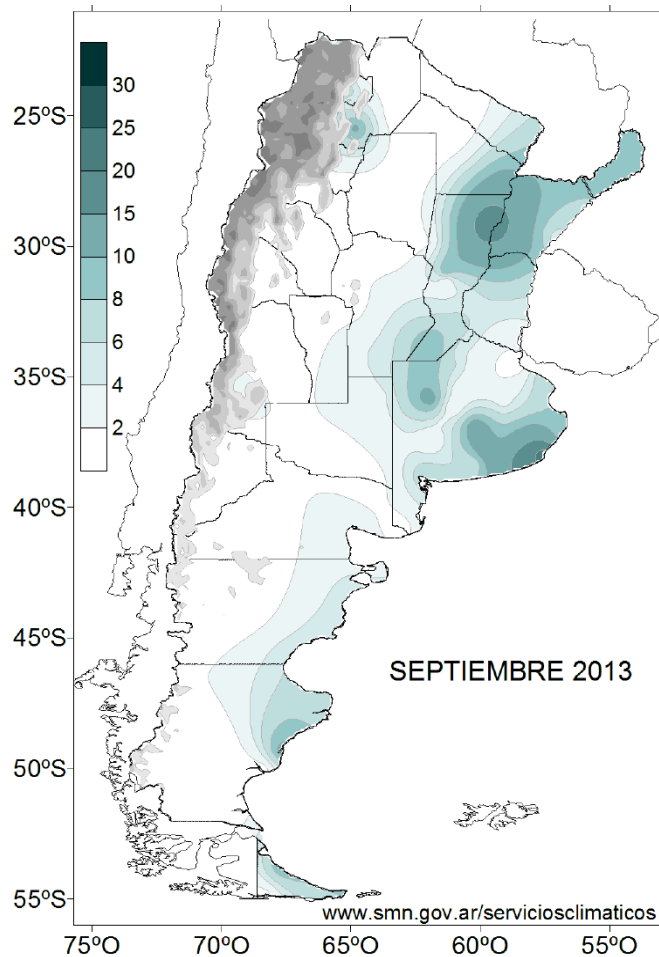 30
25
20
15
10
8
6
4
2
25ºS
30ºS
35ºS
40ºS
45ºS
50ºS
55ºS
SEPTIEMBRE 2013
www.smn.gov.ar/serviciosclimaticos
75ºO
70ºO
65ºO
60ºO
55ºO